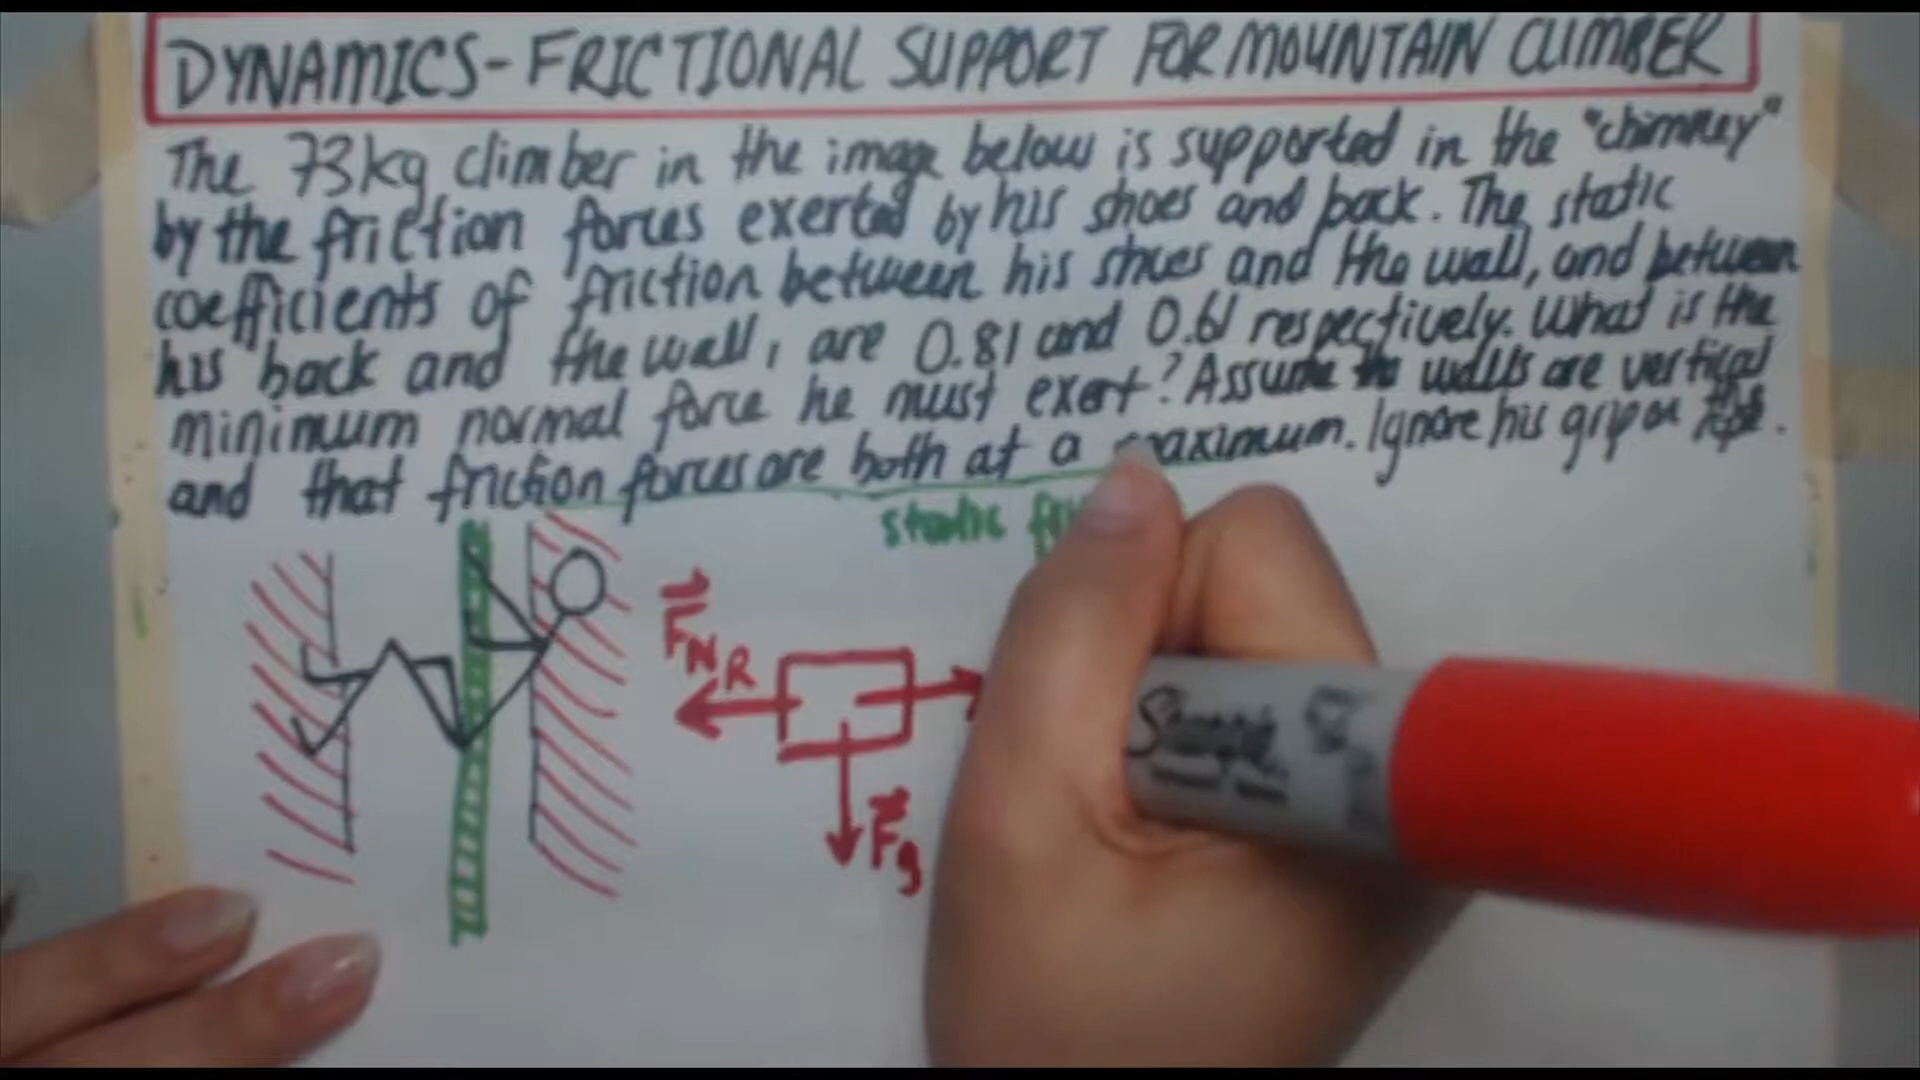 DYNAMICS-FRICTIONAL SUPPORT FOR MOUNTAIN CLIMBER
The 73kg climber in the image below is supported in the "chimney"
by the friction forces exerted by his shoes and back. The static
coefficients of friction between his shoes and the wall, and between
his back and the wall, are 0.81 and 0.61 respectively. What is the
minimum normal force he must exert? Assume the walls are vertical
and that friction forces are both at a maximum. Ignore his grip on the
static
F N R
F g
Sharpie